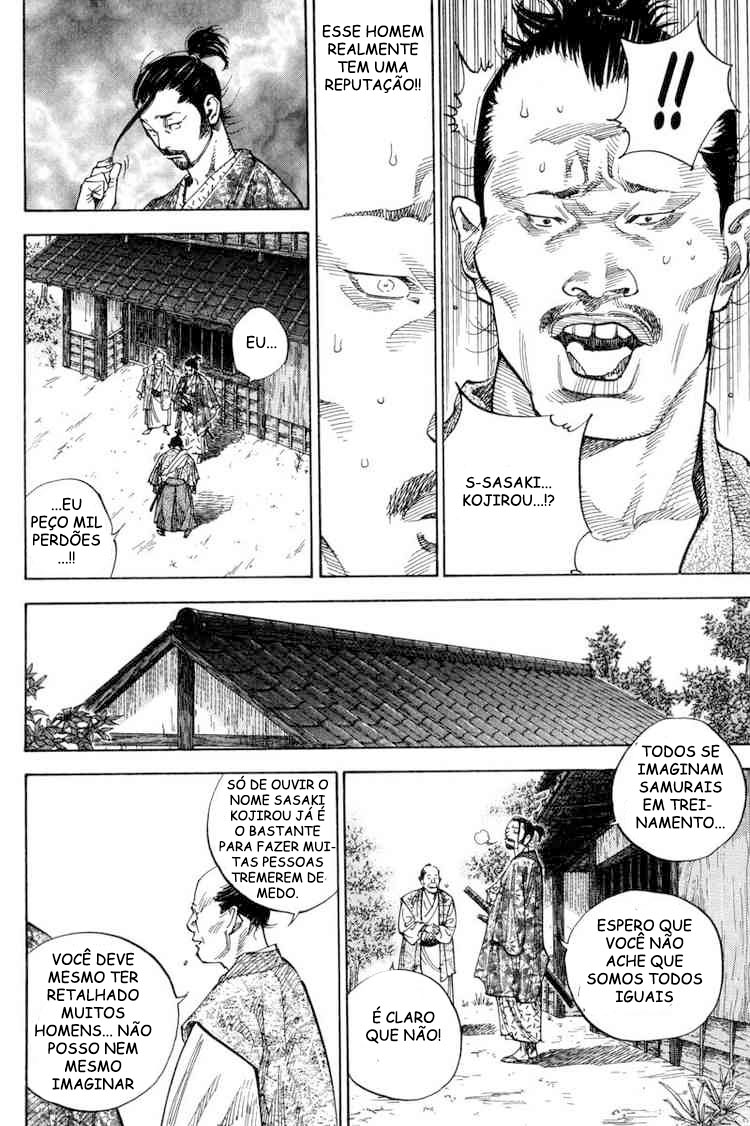 !!
S-SASAKI...
KOJIROU...!?
ESSE HOMEM
REALMENTE
TEM UMA
REPUTAÇÃO!!
EU...
...EU
PEÇO MIL
PERDÕES
...!!
TODOS SE
IMAGINAM
SAMURAIS
EM TREI-
NAMENTO...
ESPERO QUE
VOCÊ NÃO
ACHE QUE
SOMOS TODOS
IGUAIS
É CLARO
QUE NÃO!
SÓ DE OUVIR O
NOME SASAKI
KOJIROU JÁ É
O BASTANTE
PARA FAZER MUI-
TAS PESSOAS
TREMEREM DE
MEDO.
VOCÊ DEVE
MESMO TER
RETALHADO
MUITOS
HOMENS... NÃO
POSSO NEM
MESMO
IMAGINAR